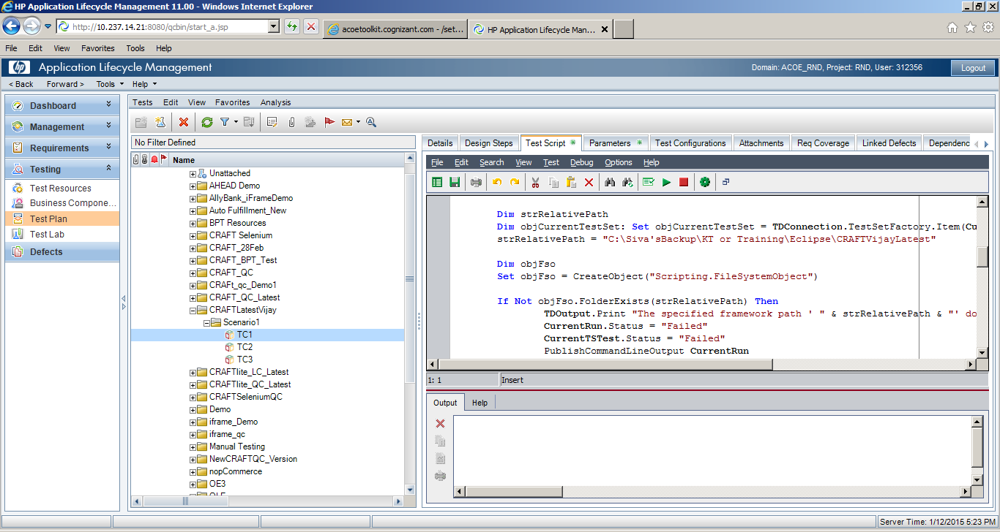 HP Application Lifecycle Management 11.00 - Windows Internet Explorer
http://10.237.14.21:8080/qcbin/start_a.jsp
acoetoolkit.cognizant.com - /set...
HP Application Lifecycle Man...
File Edit View Favorites Tools Help
hp Application Lifecycle Management
Domain: ACOE_RND, Project: RND, User: 312356
Logout
< Back Forward > Tools Help
Dashboard
Management
Requirements
Testing
Test Resources
Business Compone...
Test Plan
Test Lab
Defects
Tests Edit View Favorites Analysis
No Filter Defined
Name
Unattached
AHEAD Demo
AllyBank_iFrameDemo
Auto Fulfillment_New
BPT Resources
CRAFT Selenium
CRAFT_28Feb
CRAFT_BPT_Test
CRAFT_QC
CRAFt_qc_Demo1
CRAFT_QC_Latest
CRAFTLatestVijay
Scenario1
TC1
TC2
TC3
CRAFTlite_LC_Latest
CRAFTlite_QC_Latest
CRAFTSeleniumQC
Demo
iframe_Demo
iframe_qc
Manual Testing
NewCRAFTQC_Version
nopCommerce
OE3
Details Design Steps Test Script * Parameters * Test Configurations Attachments Req Coverage Linked Defects Dependenc
File Edit Search View Test Debug Options Help
Dim strRelativePath
Dim objCurrentTestSet: Set objCurrentTestSet = TDConnection.TestSetFactory.Item(Cu
strRelativePath = "C:\Siva'sBackup\KT or Training\Eclipse\CRAFTVijayLatest"
Dim objFso
Set objFso = CreateObject("Scripting.FileSystemObject")
If Not objFso.FolderExists(strRelativePath) Then
TDOutput.Print "The specified framework path ' " & strRelativePath & "' do
CurrentRun.Status = "Failed"
CurrentTSTest.Status = "Failed"
PublishCommandLineOutput CurrentRun
1: 1 Insert
Output Help
Server Time: 1/12/2015 5:23 PM